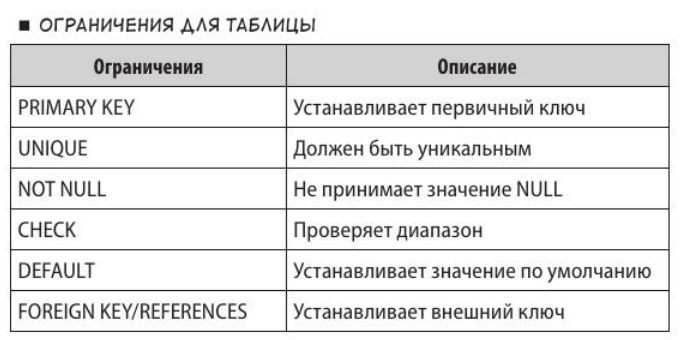 ■ ОГРАНИЧЕНИЯ ДЛЯ ТАБЛИЦЫ
Ограничения Описание
PRIMARY KEY Устанавливает первичный ключ
UNIQUE Должен быть уникальным
NOT NULL Не принимает значение NULL
CHECK Проверяет диапазон
DEFAULT Устанавливает значение по умолчанию
FOREIGN KEY/REFERENCES Устанавливает внешний ключ